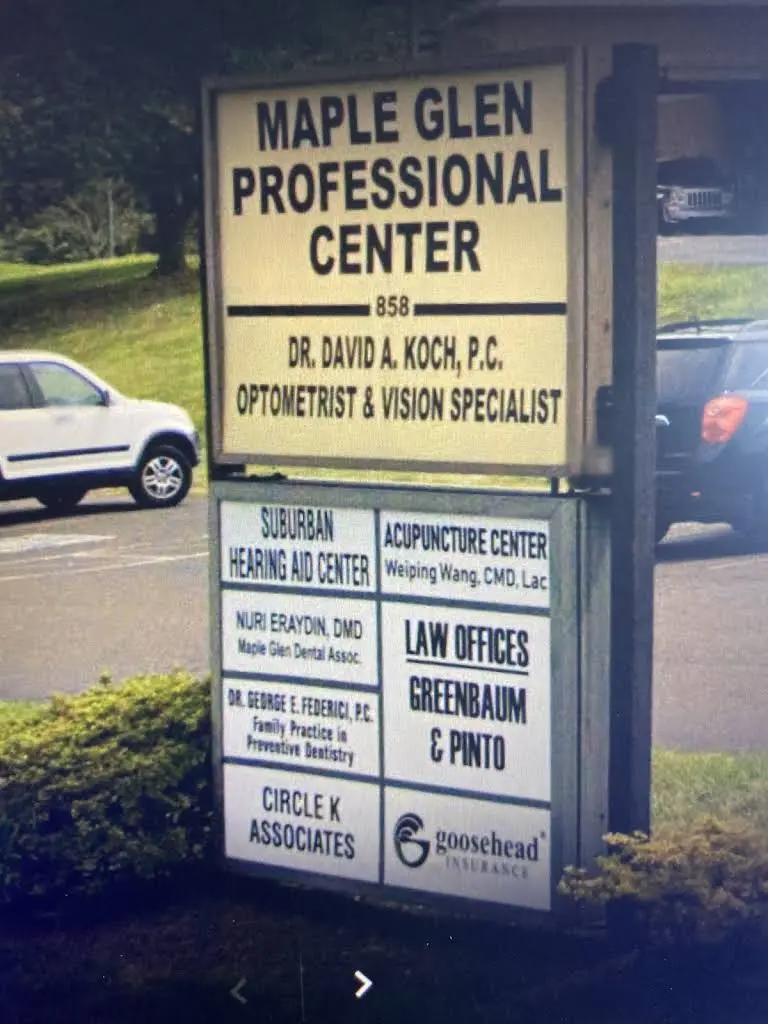 MAPLE GLEN
PROFESSIONAL
CENTER
858
DR. DAVID A. KOCH, P.C.
OPTOMETRIST & VISION SPECIALIST
SUBURBAN
HEARING AID CENTER
ACUPUNCTURE CENTER
Weiping Wang, CMD, Lac
NURI ERAYDIN, DMD
Maple Glen Dental Assoc.
LAW OFFICES
GREENBAUM
& PINTO
DR. GEORGE E. FEDERICI, P.C.
Family Practice in
Preventive Dentistry
CIRCLE K
ASSOCIATES
goosehead
INSURANCE